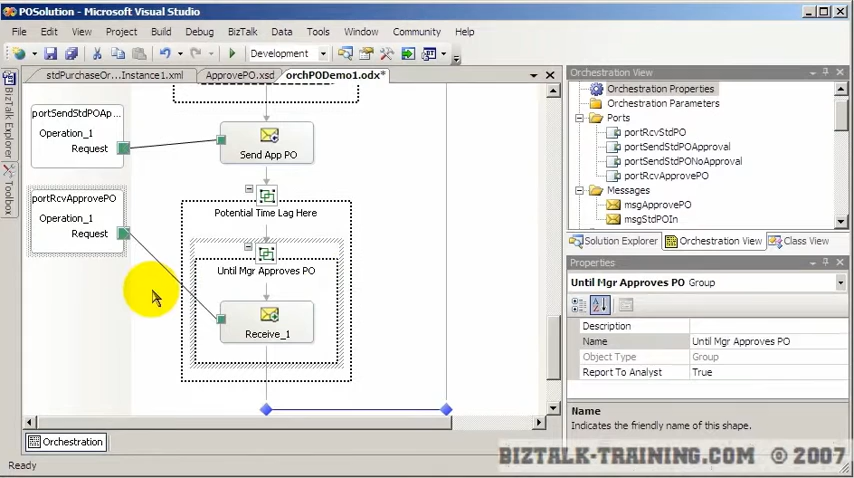 POSolution - Microsoft Visual Studio
File Edit View Project Build Debug BizTalk Data Tools Window Community Help
Development
stdPurchaseOr...Instance1.xml ApprovePO.xsd orchPODemo1.odx*
BizTalk Explorer
Toolbox
portSendStdPOAp...
Operation_1
Request
portRcvApprovePO
Operation_1
Request
Send App PO
Potential Time Lag Here
Until Mgr Approves PO
Receive_1
Orchestration
Orchestration View
Orchestration Properties
Orchestration Parameters
Ports
portRcvStdPO
portSendStdPOApproval
portSendStdPONoApproval
portRcvApprovePO
Messages
msgApprovePO
msgStdPOIn
Solution Explorer Orchestration View Class View
Properties
Until Mgr Approves PO Group
Description
Name Until Mgr Approves PO
Object Type Group
Report To Analyst True
Name
Indicates the friendly name of this shape.
BIZTALK-TRAINING.COM © 2007
Ready